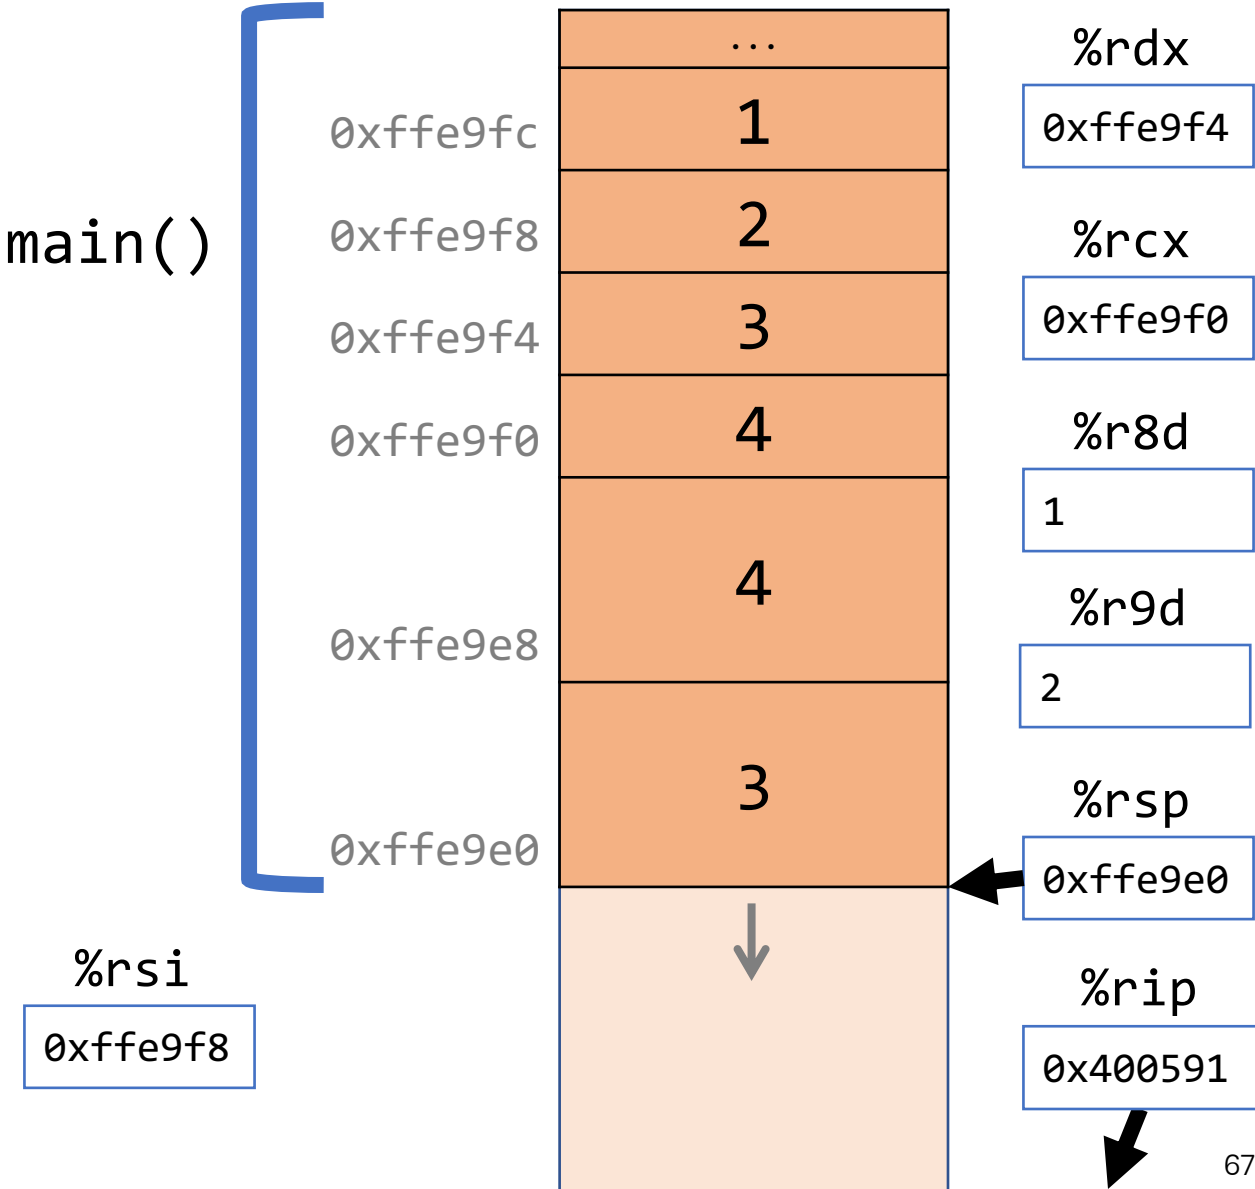 ...
%rdx
0xffe9fc
1
0xffe9f4
main()
0xffe9f8
2
%rcx
0xffe9f4
3
0xffe9f0
0xffe9f0
4
%r8d
1
4
%r9d
0xffe9e8
2
3
%rsp
0xffe9e0
0xffe9e0
%rsi
%rip
0xffe9f8
0x400591
67